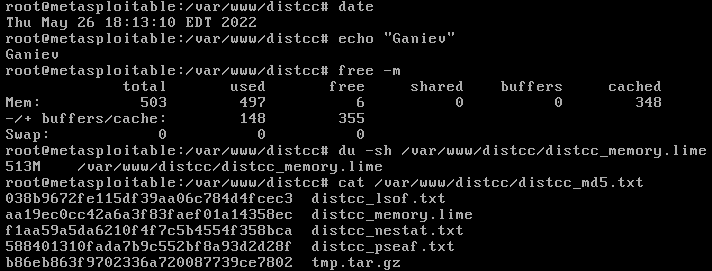 root@metasploitable:/var/www/distcc# date
Thu May 26 18:13:10 EDT 2022
root@metasploitable:/var/www/distcc# echo "Ganiev"
Ganiev
root@metasploitable:/var/www/distcc# free -m
             total       used       free     shared    buffers     cached
Mem:           503        497          6          0          0        348
-/+ buffers/cache:        148        355
Swap:            0          0          0
root@metasploitable:/var/www/distcc# du -sh /var/www/distcc/distcc_memory.lime
513M    /var/www/distcc/distcc_memory.lime
root@metasploitable:/var/www/distcc# cat /var/www/distcc/distcc_md5.txt
038b9672fe115df39aa06c784d4fcec3  distcc_lsof.txt
aa19ec0cc42a6a3f83faef01a14358ec  distcc_memory.lime
f1aa59a5da6210f4f7c5b4554f358bca  distcc_nestat.txt
588401310fada7b9c552bf8a93d2d28f  distcc_pseaf.txt
b86eb863f9702336a720087739ce7802  tmp.tar.gz